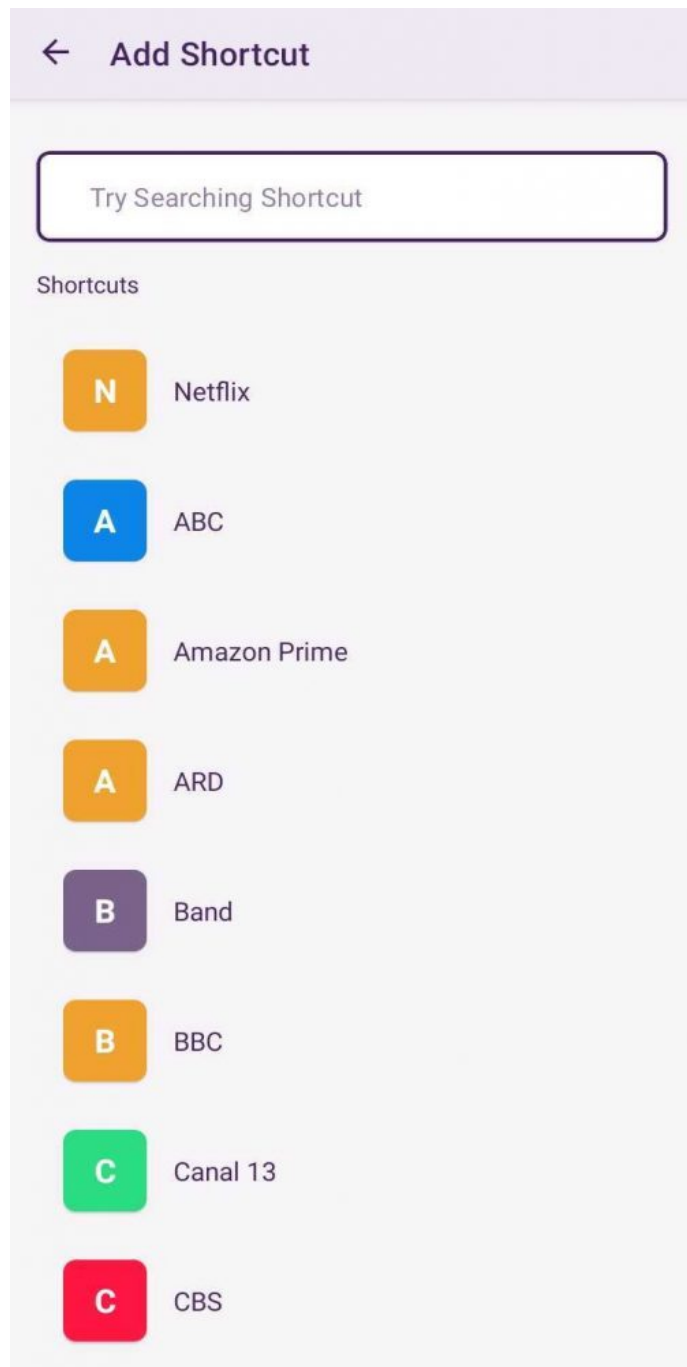 Add Shortcut
Try Searching Shortcut
Shortcuts
N Netflix
A ABC
A Amazon Prime
A ARD
B Band
B BBC
C Canal 13
C CBS